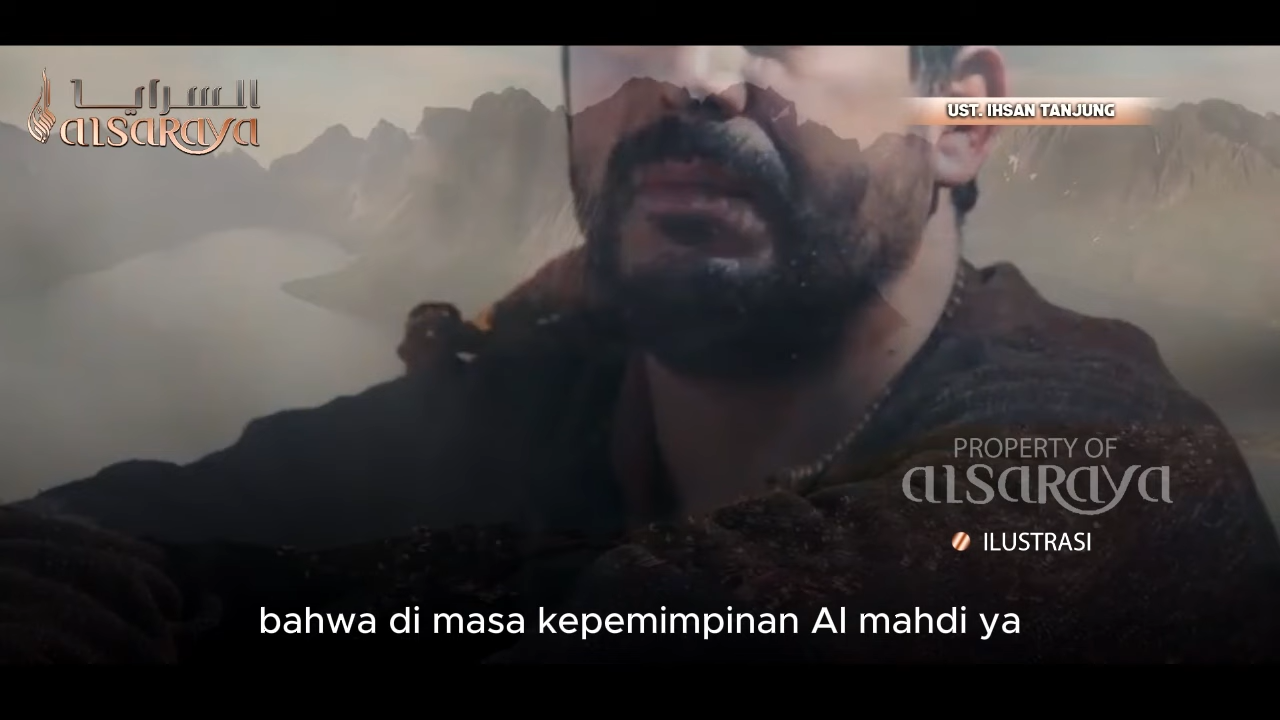 السرايا
alsaraya
UST. IHSAN TANJUNG
PROPERTY OF
alsaraya
ILUSTRASI
bahwa di masa kepemimpinan Al mahdi ya